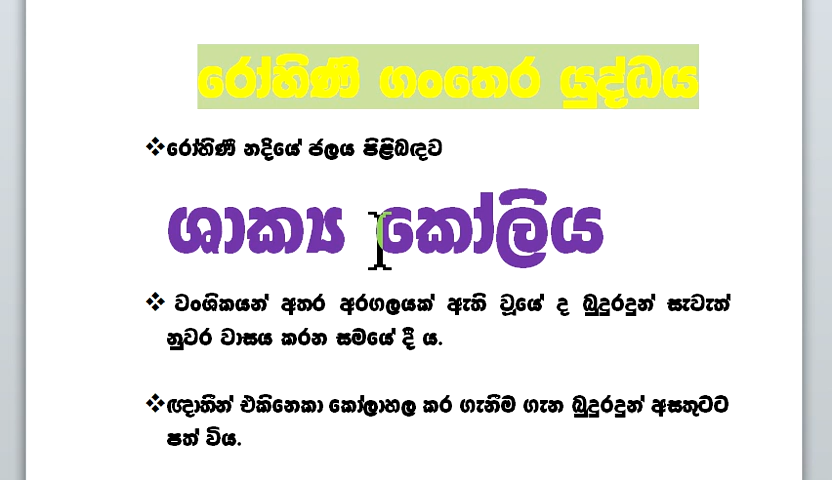 රෝහිණී ගංතෙර යුද්ධය
❖රෝහිණී නදියේ ජලය පිළිබඳව
ශාක්‍ය කෝලිය
❖ වංශිකයන් අතර අරගලයක් ඇති වූයේ ද බුදුරදුන් සැවැත්
නුවර වාසය කරන සමයේ දී ය.
❖ඥාතීන් එකිනෙකා කෝලාහල කර ගැනීම ගැන බුදුරදුන් අසතුටට
පත් විය.